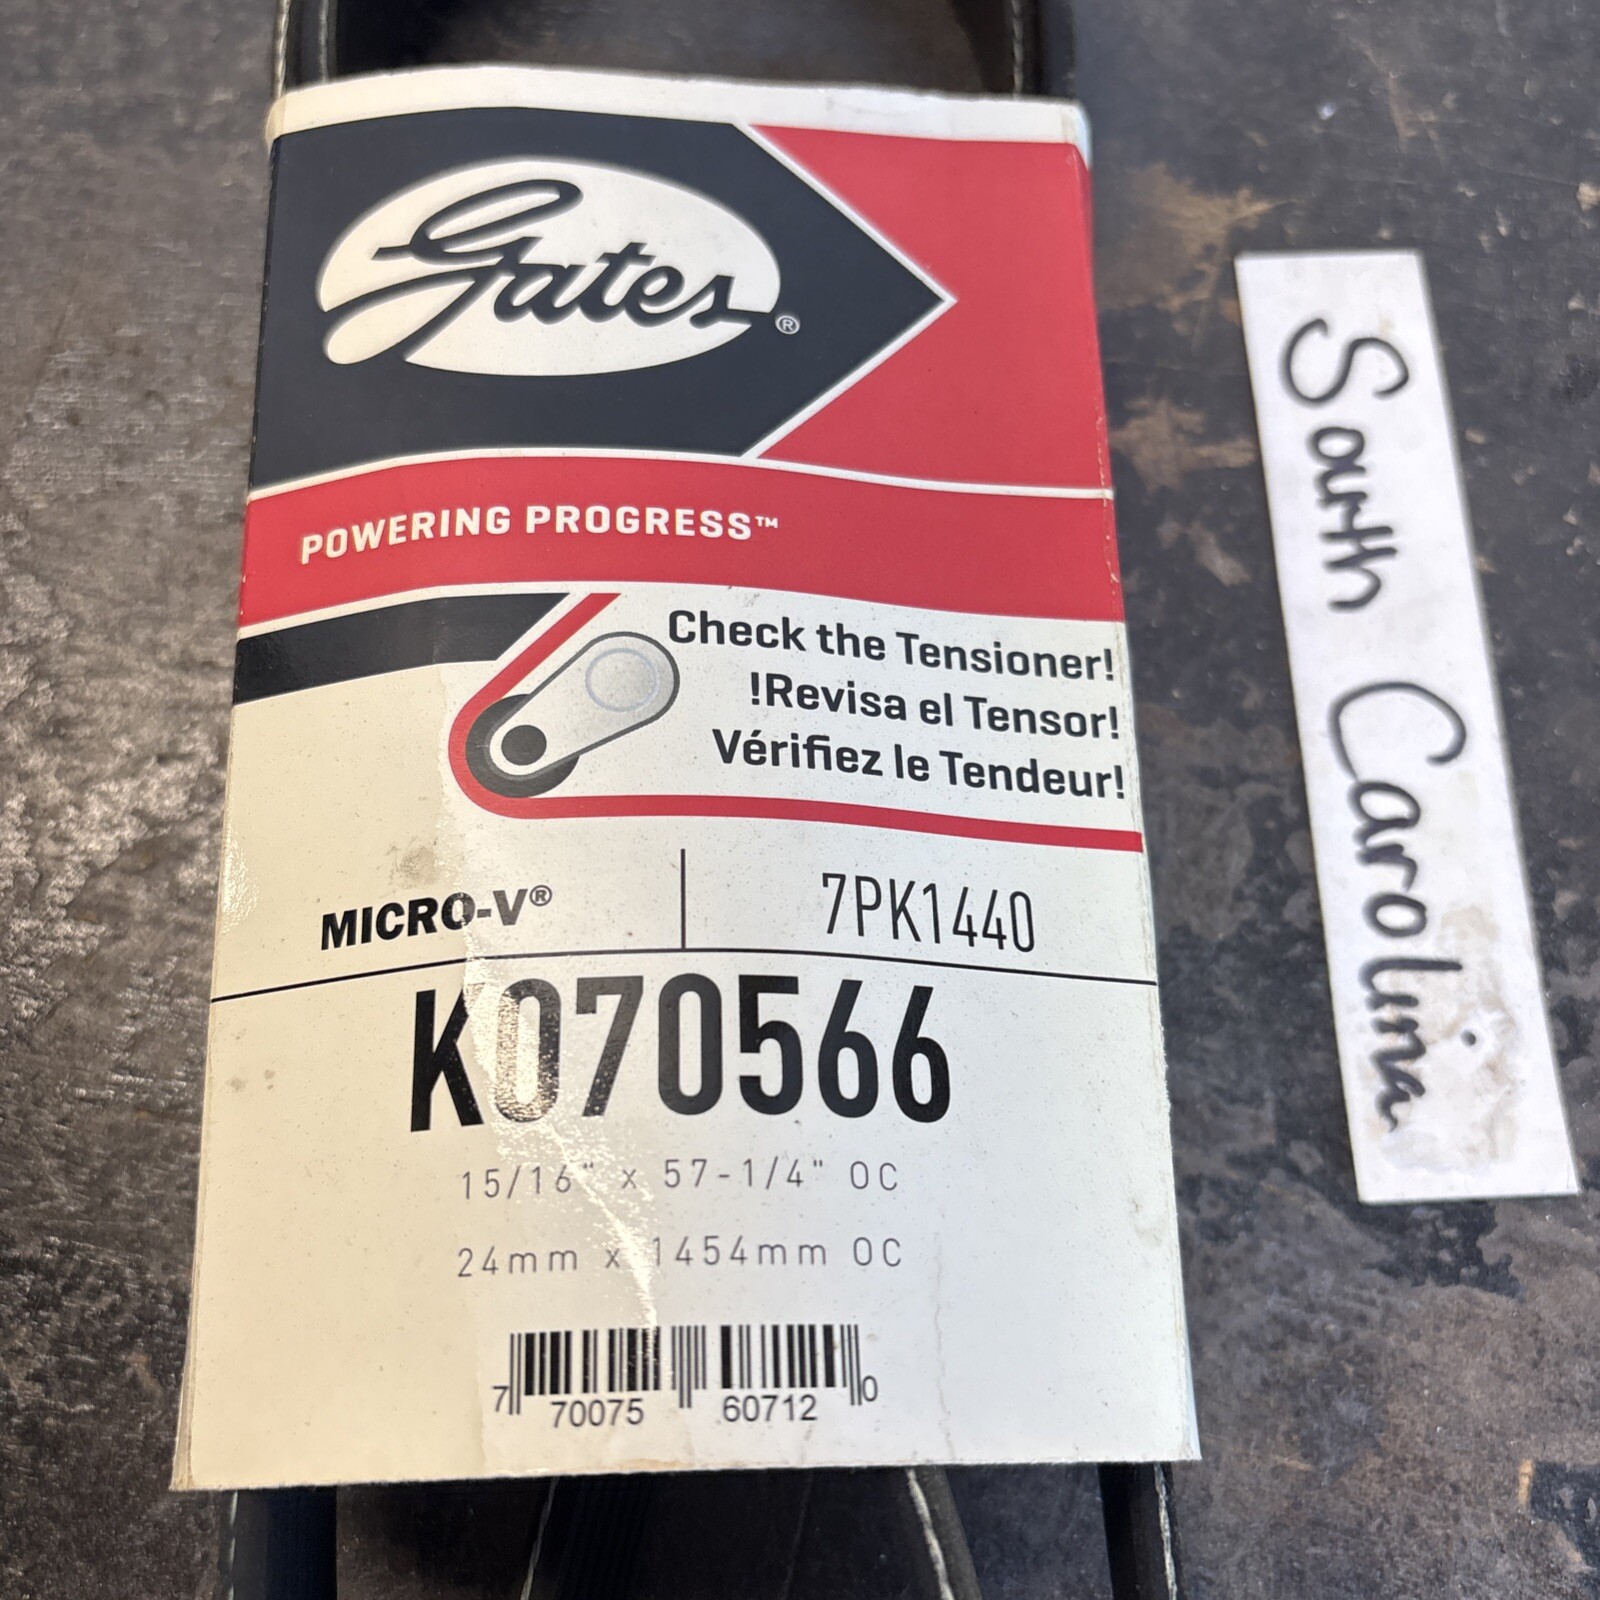 Gates®
POWERING PROGRESS™
Check the Tensioner!
!Revisa el Tensor!
Vérifiez le Tendeur!
MICRO-V® 7PK1440
K070566
15/16" x 57-1/4" OC
24mm x 1454mm OC
7 70075 60712 0
South Carolina